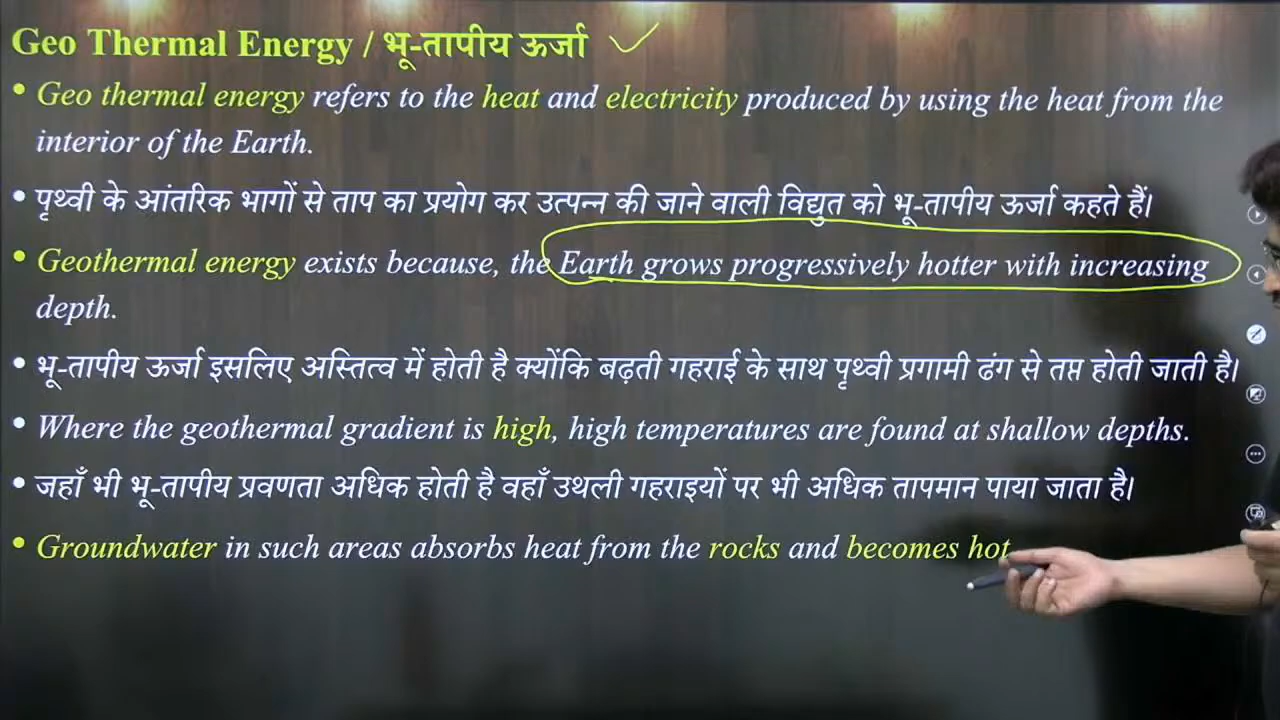 Geo Thermal Energy / भू-तापीय ऊर्जा
• Geo thermal energy refers to the heat and electricity produced by using the heat from the
interior of the Earth.
• पृथ्वी के आंतरिक भागों से ताप का प्रयोग कर उत्पन्न की जाने वाली विद्युत को भू-तापीय ऊर्जा कहते हैं।
• Geothermal energy exists because, the Earth grows progressively hotter with increasing
depth.
• भू-तापीय ऊर्जा इसलिए अस्तित्व में होती है क्योंकि बढ़ती गहराई के साथ पृथ्वी प्रगामी ढंग से तप्त होती जाती है।
• Where the geothermal gradient is high, high temperatures are found at shallow depths.
• जहाँ भी भू-तापीय प्रवणता अधिक होती है वहाँ उथली गहराइयों पर भी अधिक तापमान पाया जाता है।
• Groundwater in such areas absorbs heat from the rocks and becomes hot